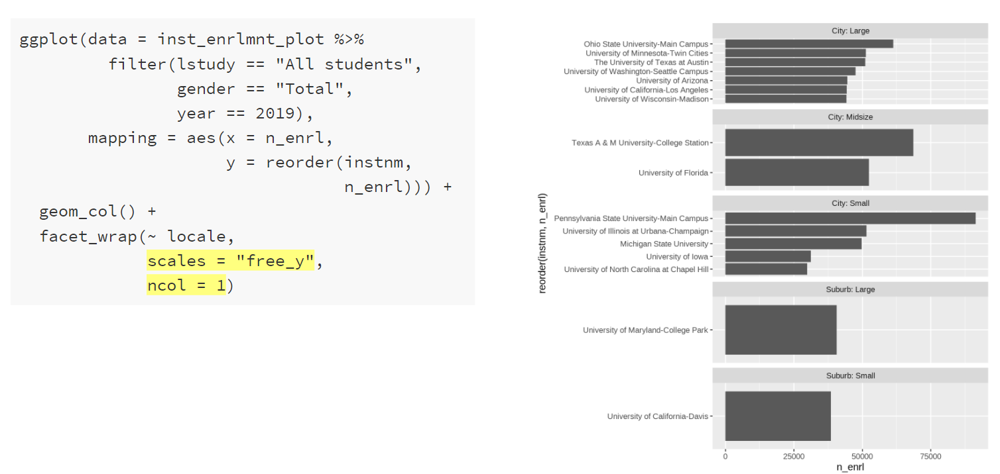 ggplot(data = inst_enrlmnt_plot %>%
filter(lstudy == "All students",
gender == "Total",
year == 2019),
mapping = aes(x = n_enrl,
y = reorder(instnm,
n_enrl))) +
geom_col() +
facet_wrap(~ locale,
scales = "free_y",
ncol = 1)
reorder(instnm, n_enrl)
City: Large
Ohio State University-Main Campus
University of Minnesota-Twin Cities
The University of Texas at Austin
University of Washington-Seattle Campus
University of Arizona
University of California-Los Angeles
University of Wisconsin-Madison
City: Midsize
Texas A & M University-College Station
University of Florida
City: Small
Pennsylvania State University-Main Campus
University of Illinois at Urbana-Champaign
Michigan State University
University of Iowa
University of North Carolina at Chapel Hill
Suburb: Large
University of Maryland-College Park
Suburb: Small
University of California-Davis
0 25000 50000 75000
n_enrl